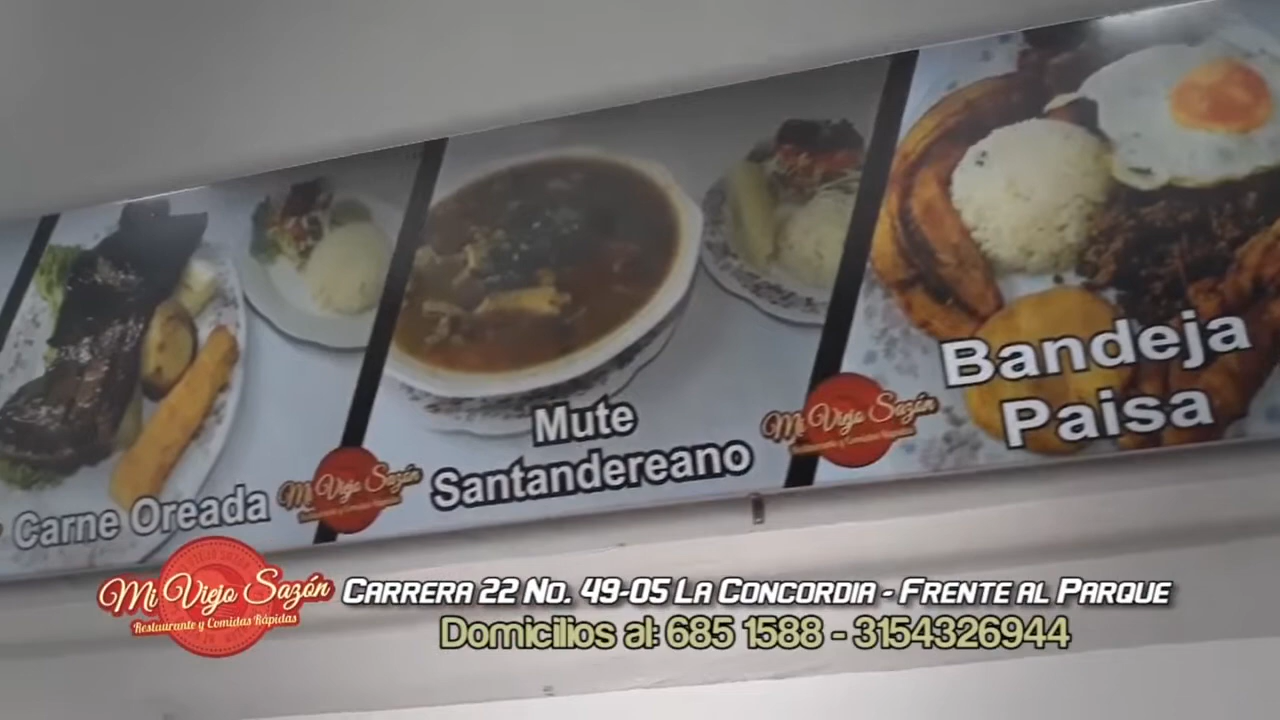 Carne Oreada
Mi Viejo Sazón
Mute
Santandereano
Mi Viejo Sazón
Bandeja
Paisa
Mi Viejo Sazón
Restaurante y Comidas Rápidas
CARRERA 22 No. 49-05 LA CONCORDIA - FRENTE AL PARQUE
Domicilios al: 685 1588 - 3154326944